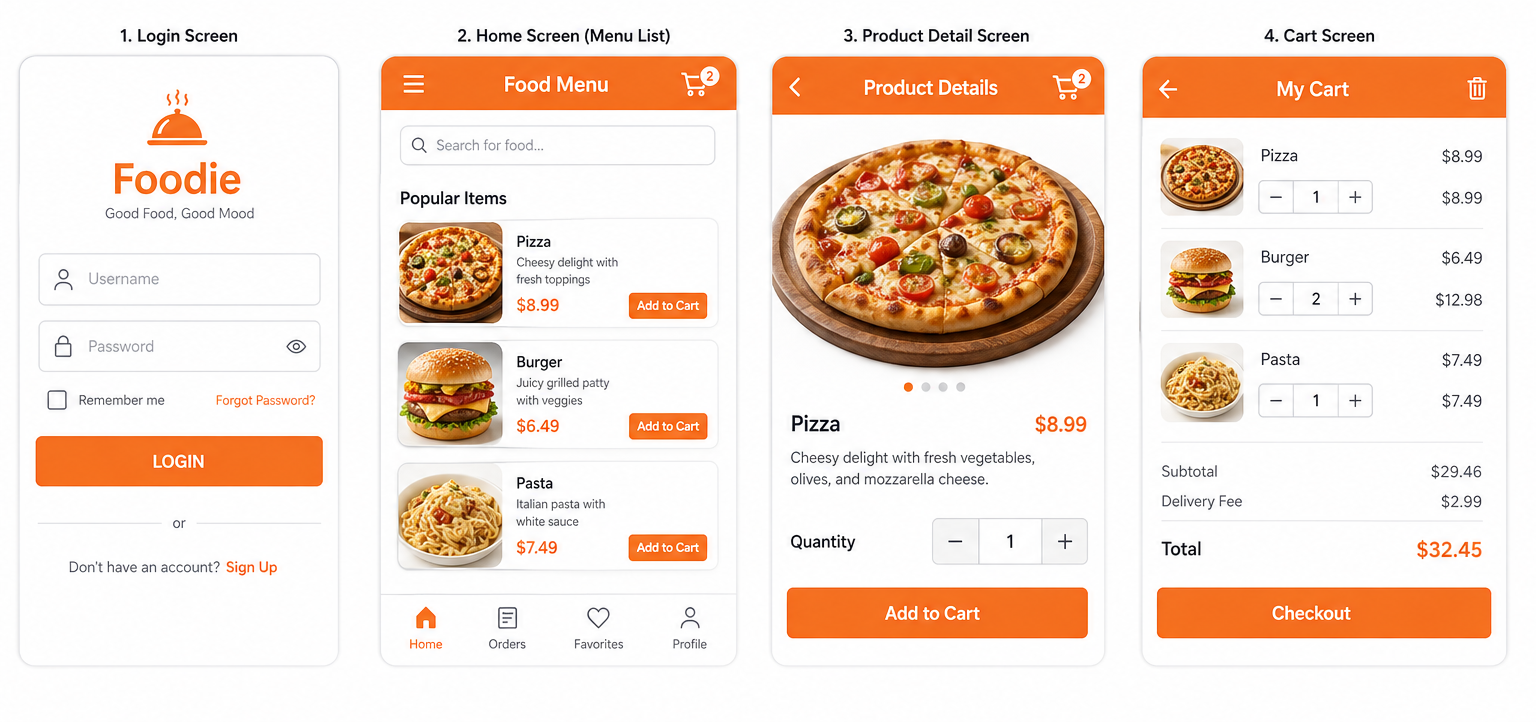 1. Login Screen
Foodie
Good Food, Good Mood
Username
Password
Remember me
Forgot Password?
LOGIN
or
Don't have an account? Sign Up
2. Home Screen (Menu List)
Food Menu
2
Search for food...
Popular Items
Pizza
Cheesy delight with
fresh toppings
$8.99
Add to Cart
Burger
Juicy grilled patty
with veggies
$6.49
Add to Cart
Pasta
Italian pasta with
white sauce
$7.49
Add to Cart
Home
Orders
Favorites
Profile
3. Product Detail Screen
Product Details
2
Pizza
$8.99
Cheesy delight with fresh vegetables,
olives, and mozzarella cheese.
Quantity
− 1 +
Add to Cart
4. Cart Screen
My Cart
Pizza
$8.99
− 1 +
$8.99
Burger
$6.49
− 2 +
$12.98
Pasta
$7.49
− 1 +
$7.49
Subtotal
$29.46
Delivery Fee
$2.99
Total
$32.45
Checkout